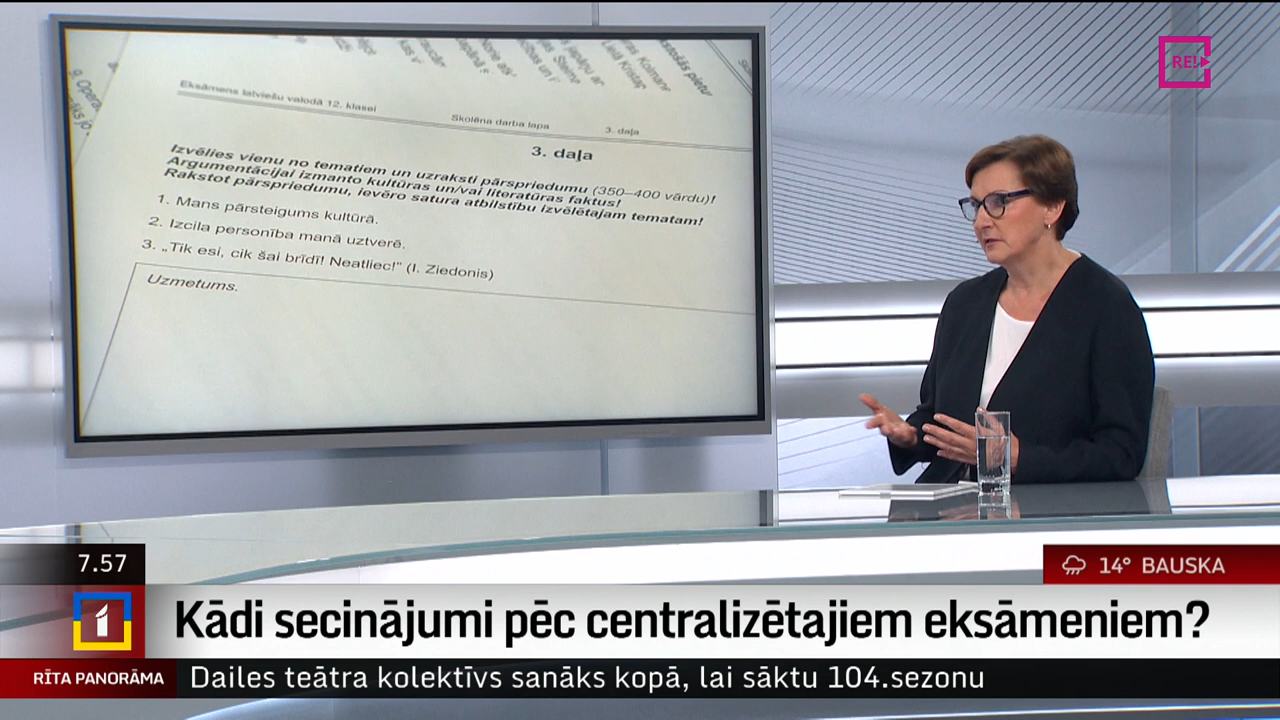 Eksāmens latviešu valodā 12. klasei
Skolēna darba lapa
3. daļa
3. daļa
Izvēlies vienu no tematiem un uzraksti pārspriedumu (350–400 vārdu)!
Argumentācijai izmanto kultūras un/vai literatūras faktus!
Rakstot pārspriedumu, ievēro satura atbilstību izvēlētajam tematam!
1. Mans pārsteigums kultūrā.
2. Izcila personība manā uztverē.
3. „Tik esi, cik šai brīdī! Neatliec!” (I. Ziedonis)
Uzmetums.
RE!
7.57
14° BAUSKA
1
Kādi secinājumi pēc centralizētajiem eksāmeniem?
RĪTA PANORĀMA
Dailes teātra kolektīvs sanāks kopā, lai sāktu 104.sezonu